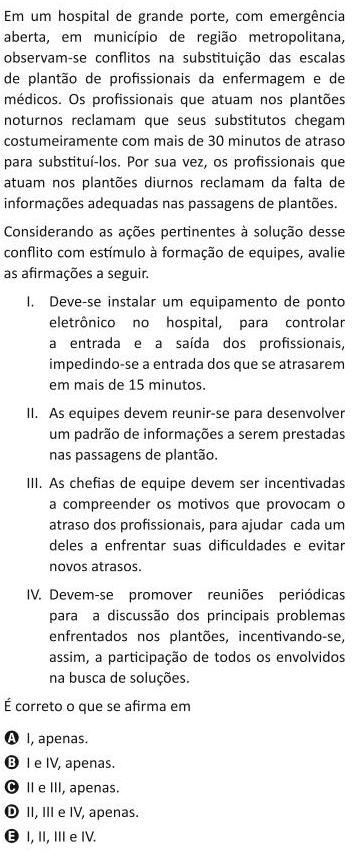 Em um hospital de grande porte, com emergência
aberta, em município de região metropolitana,
observam-se conflitos na substituição das escalas
de plantão de profissionais da enfermagem e de
médicos. Os profissionais que atuam nos plantões
noturnos reclamam que seus substitutos chegam
costumeiramente com mais de 30 minutos de atraso
para substituí-los. Por sua vez, os profissionais que
atuam nos plantões diurnos reclamam da falta de
informações adequadas nas passagens de plantões.
Considerando as ações pertinentes à solução desse
conflito com estímulo à formação de equipes, avalie
as afirmações a seguir.
I. Deve-se instalar um equipamento de ponto
eletrônico no hospital, para controlar
a entrada e a saída dos profissionais,
impedindo-se a entrada dos que se atrasarem
em mais de 15 minutos.
II. As equipes devem reunir-se para desenvolver
um padrão de informações a serem prestadas
nas passagens de plantão.
III. As chefias de equipe devem ser incentivadas
a compreender os motivos que provocam o
atraso dos profissionais, para ajudar cada um
deles a enfrentar suas dificuldades e evitar
novos atrasos.
IV. Devem-se promover reuniões periódicas
para a discussão dos principais problemas
enfrentados nos plantões, incentivando-se,
assim, a participação de todos os envolvidos
na busca de soluções.
É correto o que se afirma em
A I, apenas.
B I e IV, apenas.
C II e III, apenas.
D II, III e IV, apenas.
E I, II, III e IV.